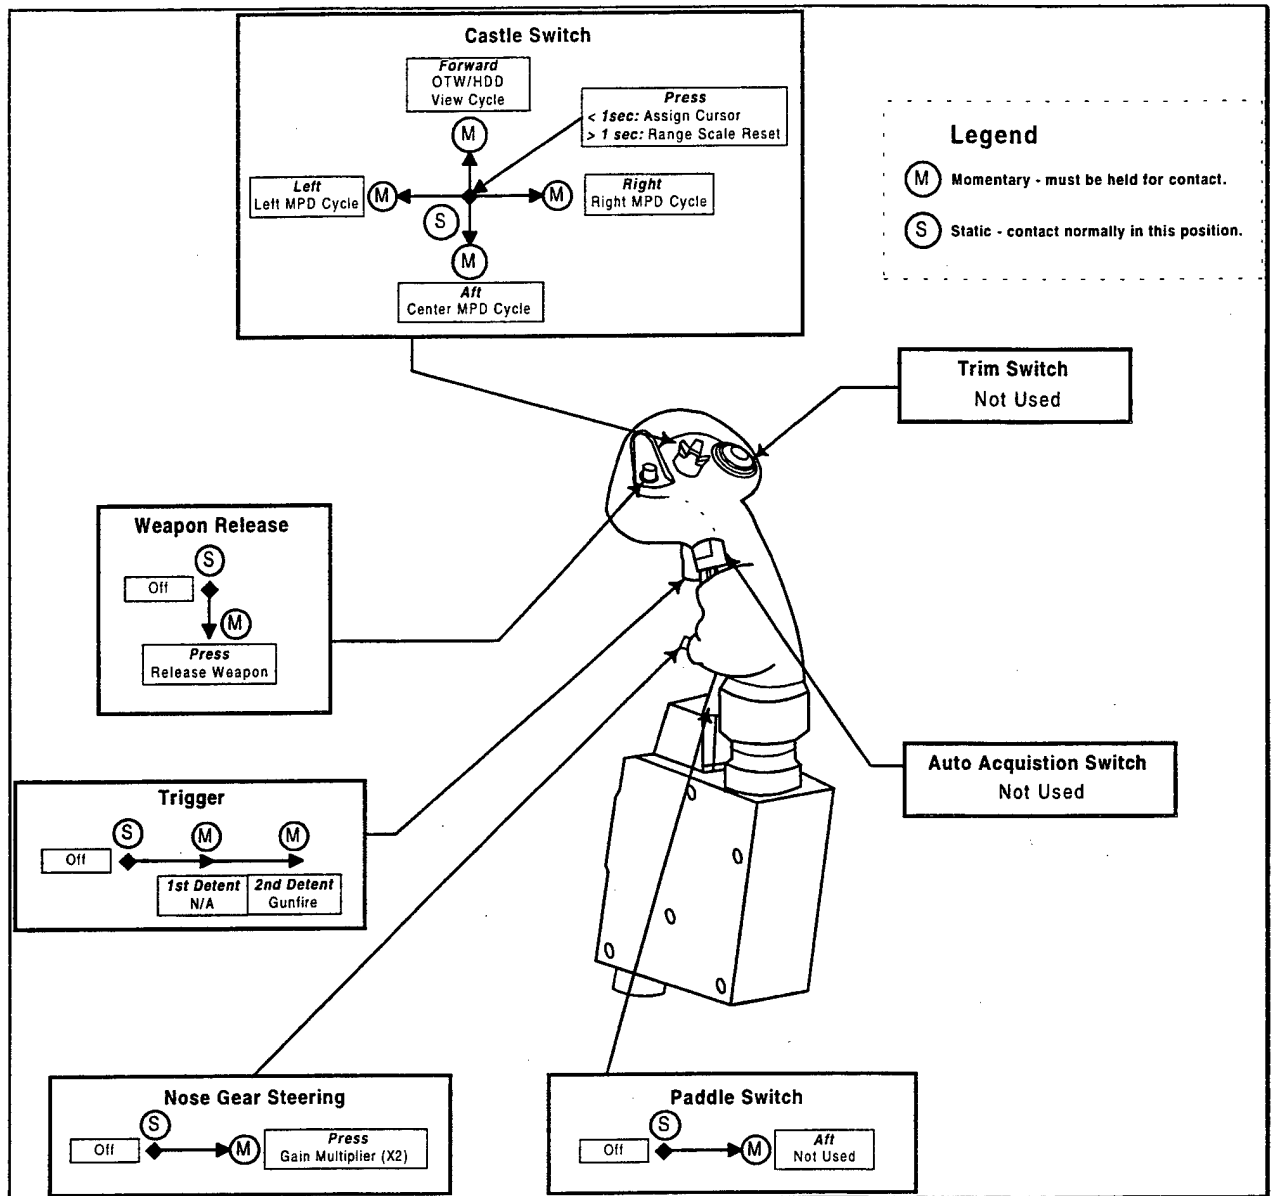 Castle Switch
Forward
OTW/HDD
View Cycle
Press
< 1sec: Assign Cursor
> 1 sec: Range Scale Reset
M
Left
Left MPD Cycle
M
M
Right
Right MPD Cycle
S
M
Aft
Center MPD Cycle
Legend
M Momentary - must be held for contact.
S Static - contact normally in this position.
Trim Switch
Not Used
Weapon Release
S
Off
M
Press
Release Weapon
Auto Acquistion Switch
Not Used
Trigger
S M M
Off
1st Detent 2nd Detent
N/A Gunfire
Nose Gear Steering
S
Off
M
Press
Gain Multiplier (X2)
Paddle Switch
S
Off
M
Aft
Not Used